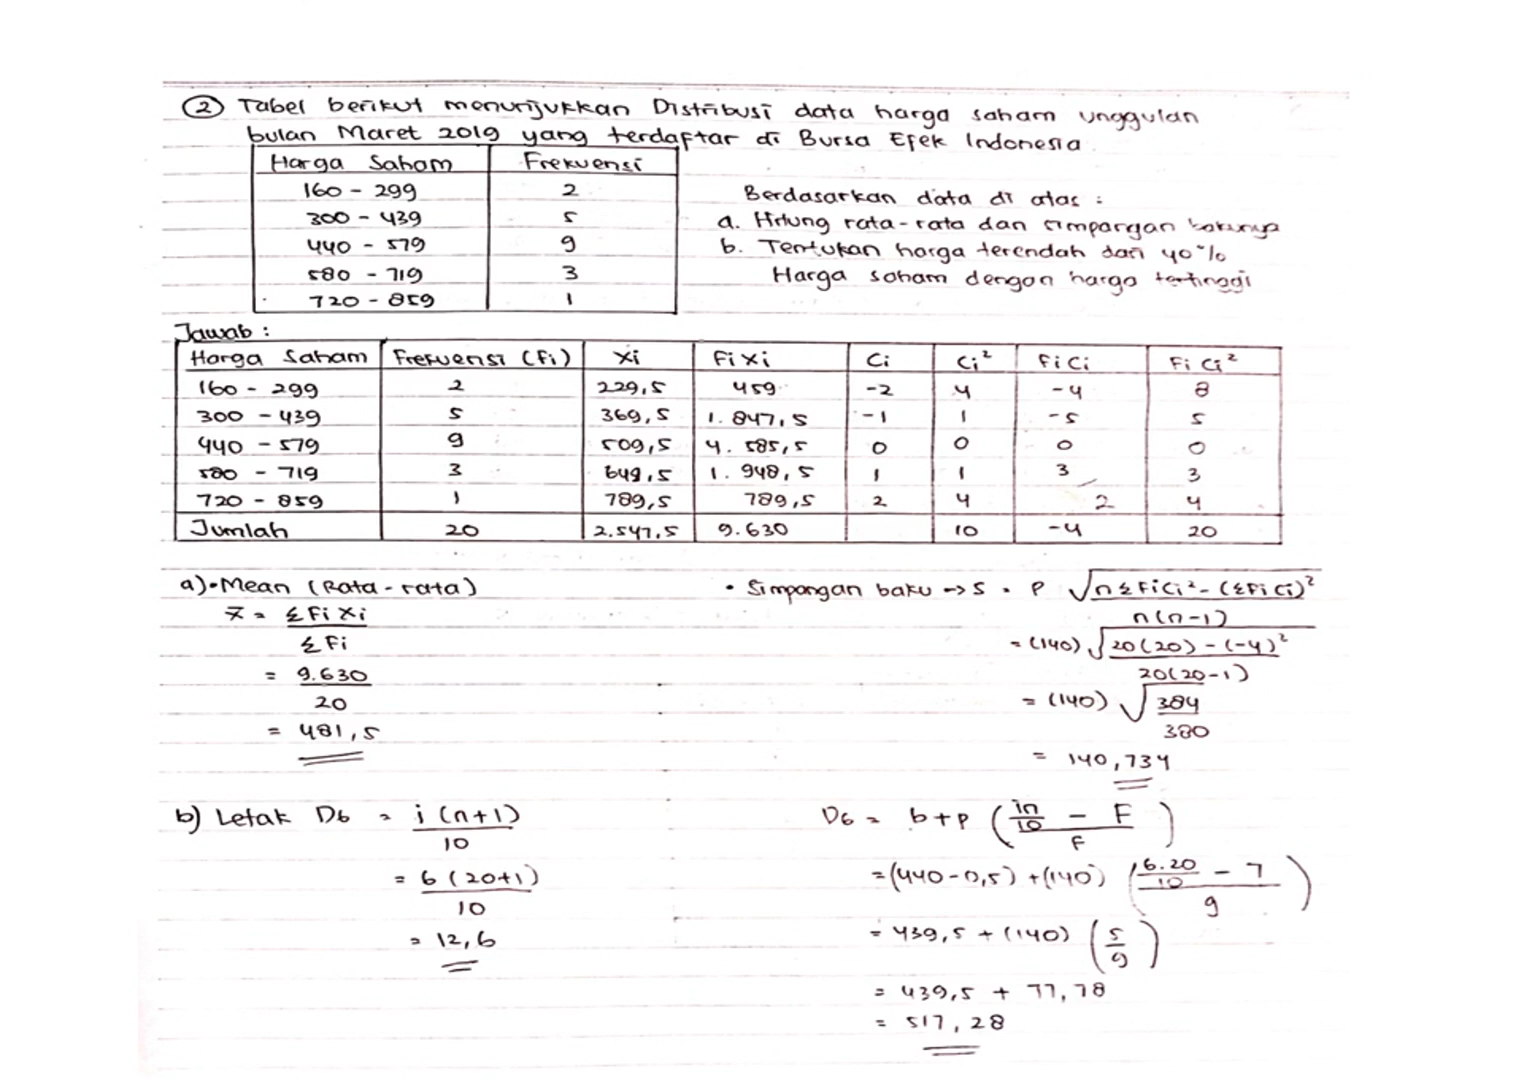 2 Tabel berikut menunjukkan Distribusi data harga saham unggulan
bulan Maret 2019 yang terdaftar di Bursa Efek Indonesia
Harga Saham Frekuensi
160 - 299 2
300 - 439 5
440 - 579 9
580 - 719 3
720 - 859 1
Berdasarkan data di atas :
a. Hitung rata-rata dan simpangan bakunya
b. Tentukan harga terendah dari 40%
Harga saham dengan harga tertinggi
Jawab :
Harga Saham Frekuensi (Fi) Xi FiXi Ci Ci² FiCi FiCi²
160 - 299 2 229,5 459 -2 4 -4 8
300 - 439 5 369,5 1.847,5 -1 1 -5 5
440 - 579 9 509,5 4.585,5 0 0 0 0
580 - 719 3 649,5 1.948,5 1 1 3 3
720 - 859 1 789,5 789,5 2 4 2 4
Jumlah 20 2.547,5 9.630 10 -4 20
a) • Mean (Rata-rata)
x̄ = ΣFiXi
ΣFi
= 9.630
20
= 481,5
• Simpangan baku → S = P √nΣFiCi² - (ΣFiCi)²
n(n-1)
= (140) √20(20) - (-4)²
20(20-1)
= (140) √384
380
= 140,734
b) Letak D6 = i(n+1)
10
= 6(20+1)
10
= 12,6
D6 = b+p (in/10 - F)
F
= (440-0,5) + (140) (6.20/10 - 7)
9
= 439,5 + (140) (5/9)
= 439,5 + 77,78
= 517,28